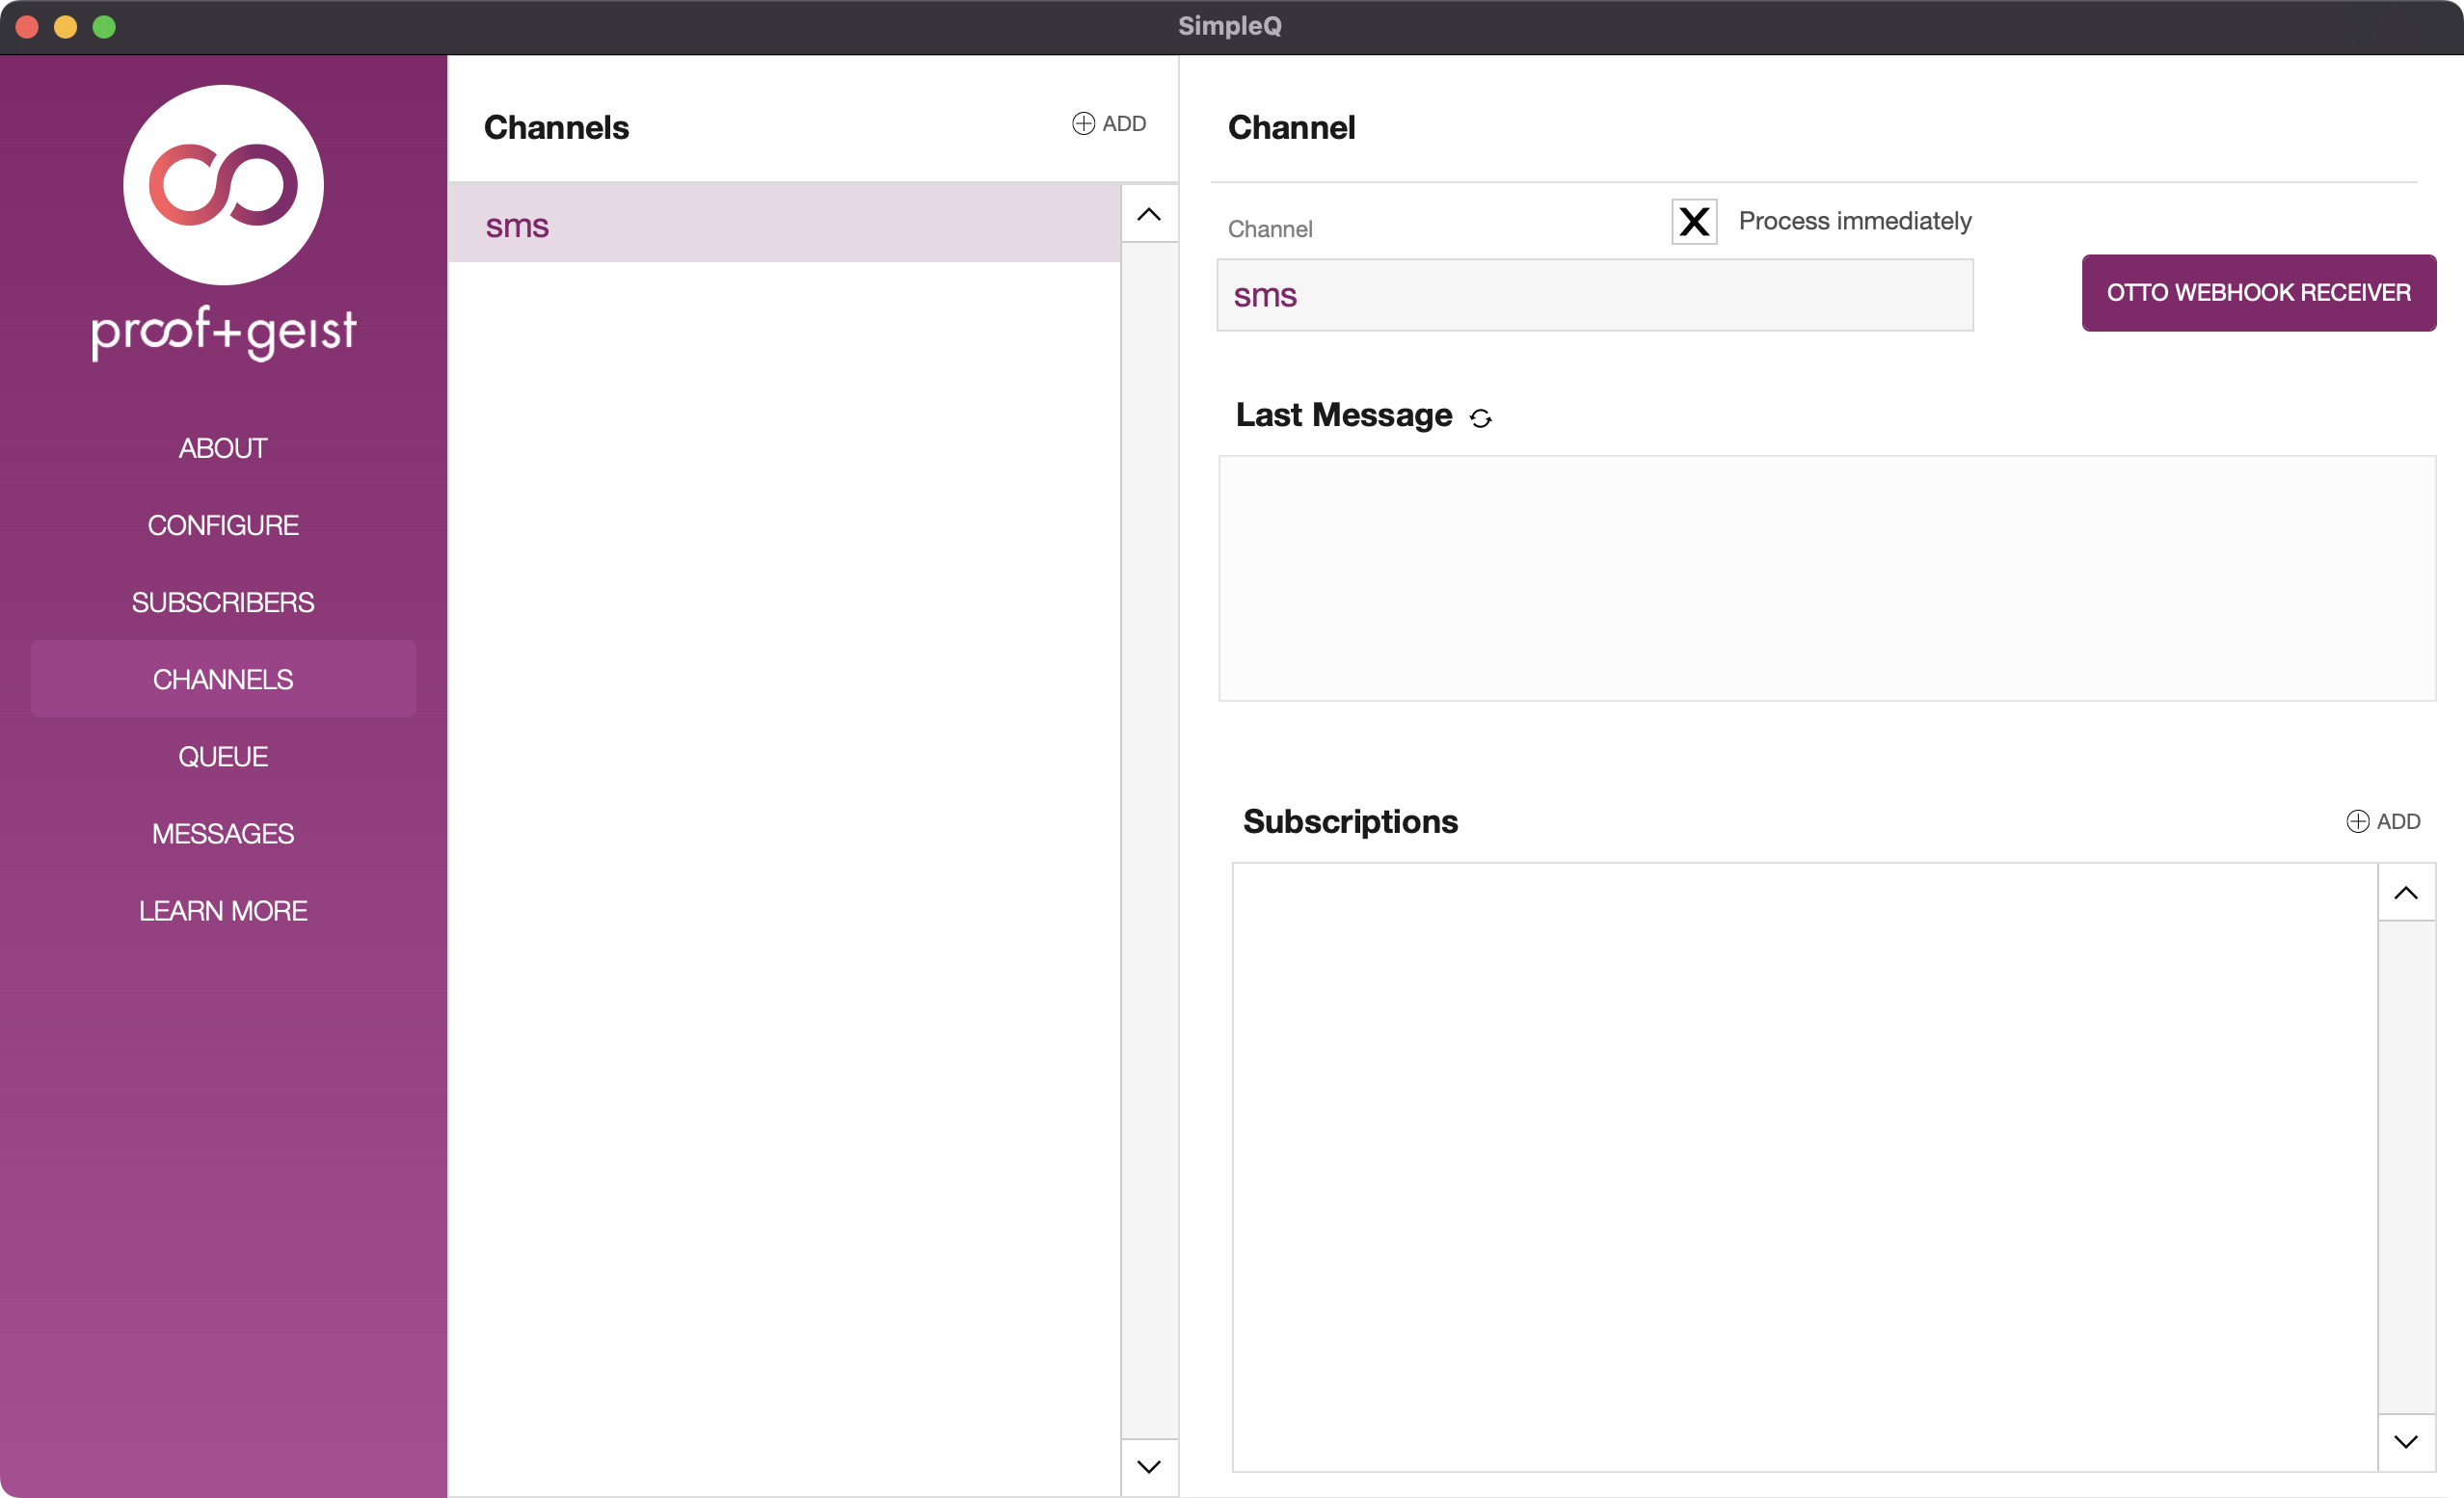 SimpleQ
proof+geist
ABOUT
CONFIGURE
SUBSCRIBERS
CHANNELS
QUEUE
MESSAGES
LEARN MORE
Channels
ADD
sms
Channel
Channel
X Process immediately
sms
OTTO WEBHOOK RECEIVER
Last Message
Subscriptions
ADD